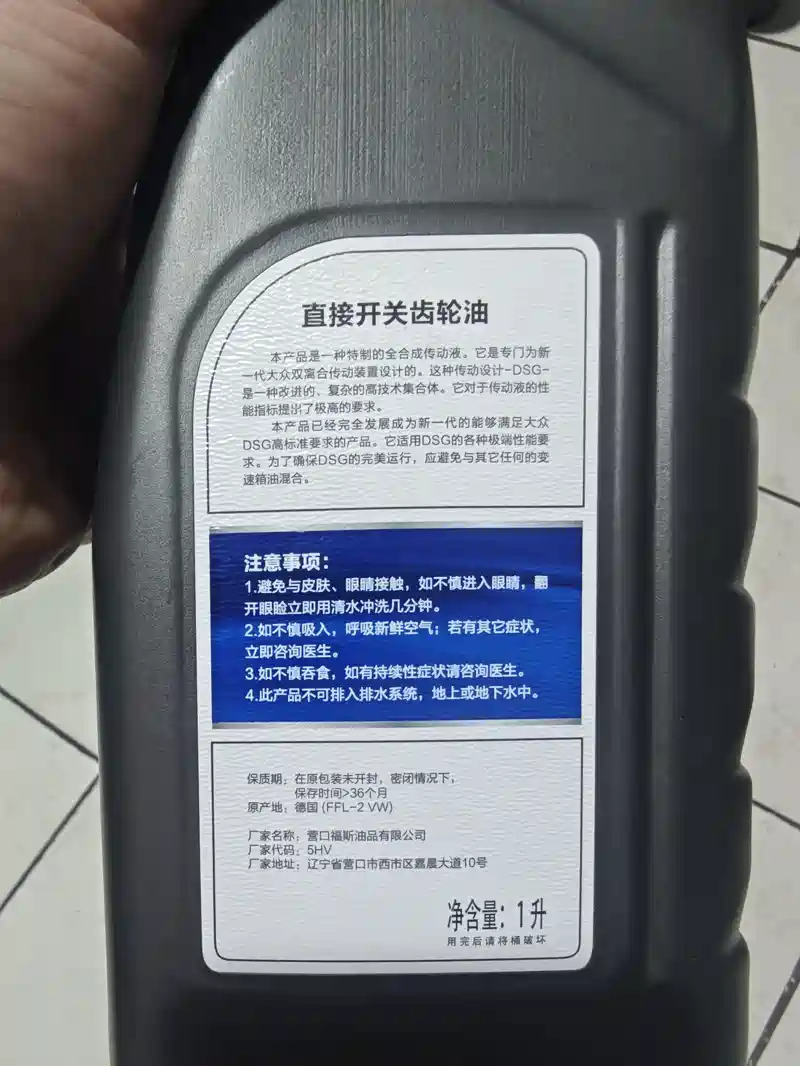 直接开关齿轮油
本产品是一种特制的全合成传动液。它是专门为新
一代大众双离合传动装置设计的。这种传动设计-DSG-
是一种改进的、复杂的高技术集合体。它对于传动液的性
能指标提出了极高的要求。
本产品已经完全发展成为新一代的能够满足大众
DSG高标准要求的产品。它适用DSG的各种极端性能要
求。为了确保DSG的完美运行，应避免与其它任何的变
速箱油混合。
注意事项：
1.避免与皮肤、眼睛接触，如不慎进入眼睛，翻
开眼睑立即用清水冲洗几分钟。
2.如不慎吸入，呼吸新鲜空气；若有其它症状，
立即咨询医生。
3.如不慎吞食，如有持续性症状请咨询医生。
4.此产品不可排入排水系统，地上或地下水中。
保质期：在原包装未开封，密闭情况下，
保存时间>36个月
原产地：德国 (FFL-2 VW)
厂家名称：营口福斯油品有限公司
厂家代码：5HV
厂家地址：辽宁省营口市西市区嘉晨大道10号
净含量：1升
用完后请将桶破坏